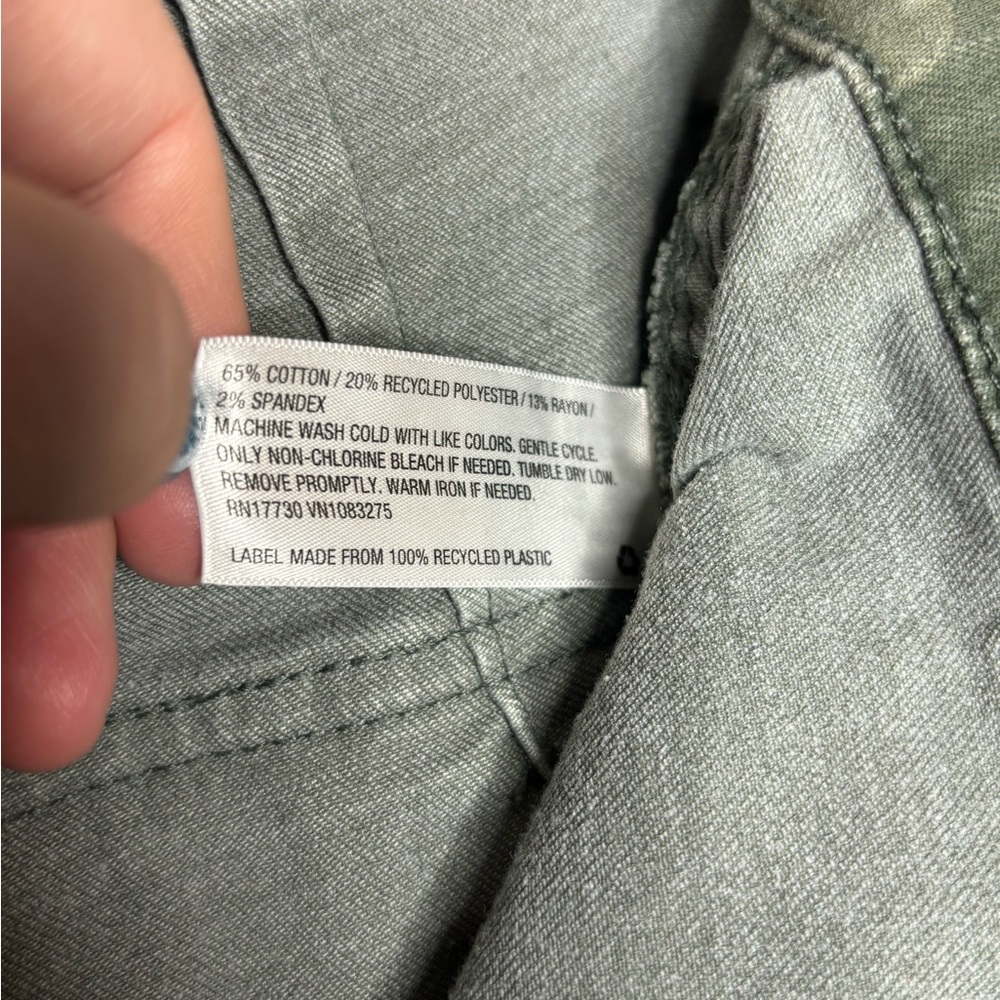 65% COTTON / 20% RECYCLED POLYESTER / 13% RAYON /
2% SPANDEX
MACHINE WASH COLD WITH LIKE COLORS. GENTLE CYCLE.
ONLY NON-CHLORINE BLEACH IF NEEDED. TUMBLE DRY LOW.
REMOVE PROMPTLY. WARM IRON IF NEEDED.
RN17730 VN1083275
LABEL MADE FROM 100% RECYCLED PLASTIC